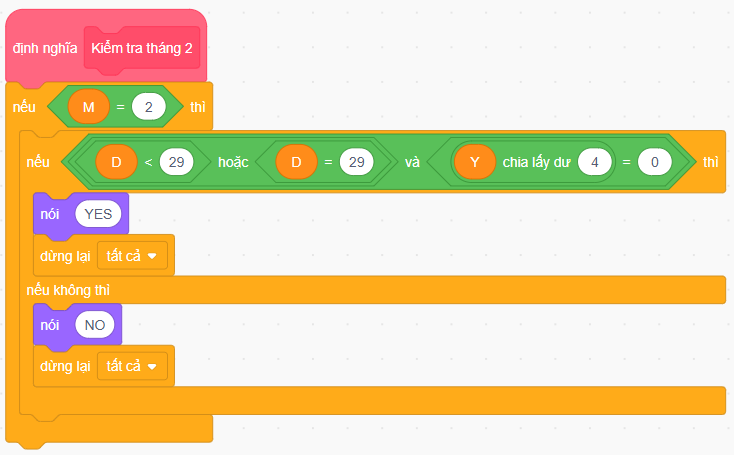 định nghĩa Kiểm tra tháng 2
nếu M = 2 thì
nếu D < 29 hoặc D = 29 và Y chia lấy dư 4 = 0 thì
nói YES
dừng lại tất cả
nếu không thì
nói NO
dừng lại tất cả